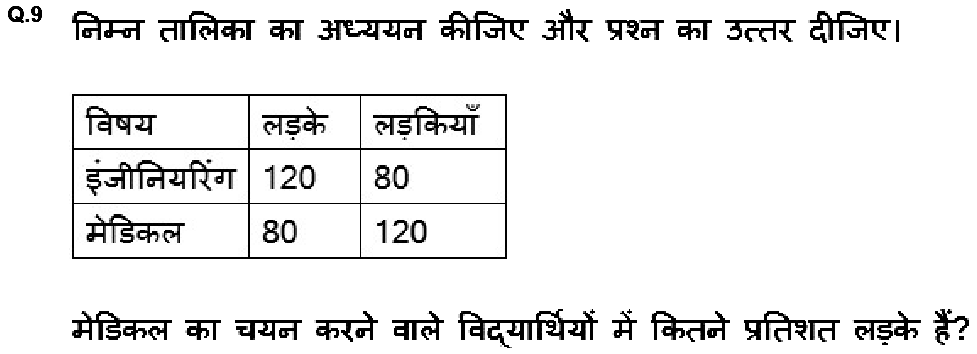 Q.9 निम्न तालिका का अध्ययन कीजिए और प्रश्न का उत्तर दीजिए।
विषय लड़के लड़कियाँ
इंजीनियरिंग 120 80
मेडिकल 80 120
मेडिकल का चयन करने वाले विद्यार्थियों में कितने प्रतिशत लड़के हैं?